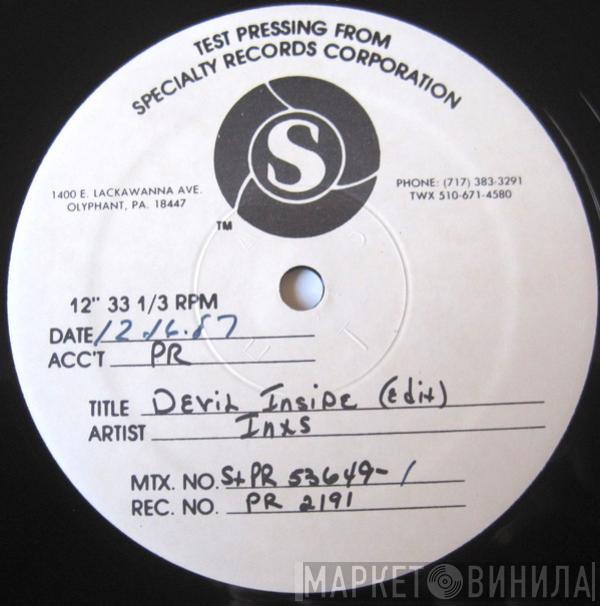 TEST PRESSING FROM
SPECIALTY RECORDS CORPORATION
S
TM
1400 E. LACKAWANNA AVE.
OLYPHANT, PA. 18447
PHONE: (717) 383-3291
TWX 510-671-4580
12" 33 1/3 RPM
DATE 12.16.87
ACC'T PR
TITLE Devil Inside (edit)
ARTIST Inxs
MTX. NO. St PR 53649-1
REC. NO. PR 2191
МАРКЕТ ВИНИЛА